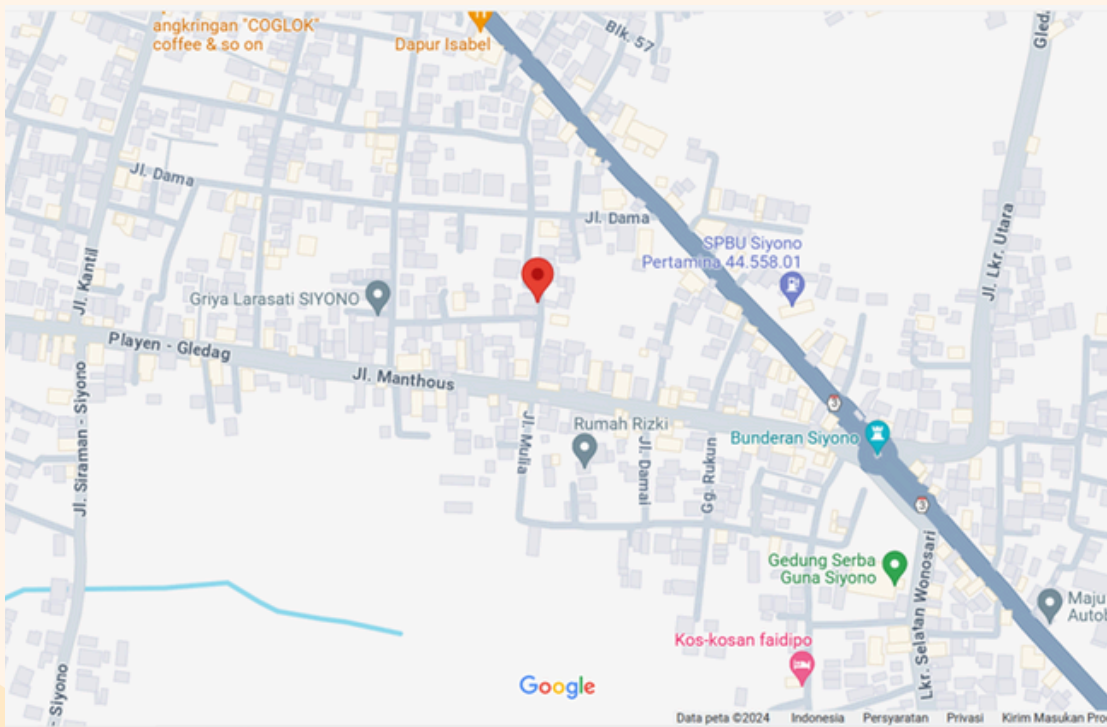 angkringan "COGLOK"
coffee & so on
Dapur Isabel
Blk. 57
Gled
Jl. Dama
Jl. Dama
Jl. Lkr. Utara
SPBU Siyono
Pertamina 44.558.01
Jl. Kantil
Griya Larasati SIYONO
Playen - Gledag
Jl. Manthous
Jl. Siraman - Siyono
Jl. Mulia
Rumah Rizki
Jl. Damai
Gg. Rukun
3
Bunderan Siyono
3
Gedung Serba
Guna Siyono
Lkr. Selatan Wonosari
Maju
Kos-kosan faidipo
- Siyono
Google
Data peta ©2024
Indonesia
Persyaratan
Privasi
Kirim Masukan